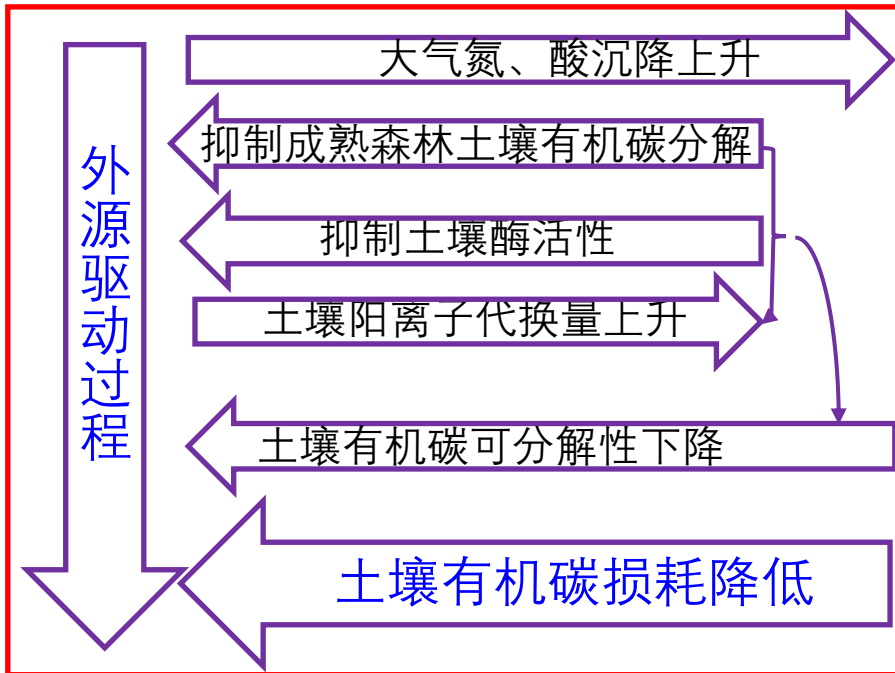 大气氮、酸沉降上升
抑制成熟森林土壤有机碳分解
抑制土壤酶活性
土壤阳离子代换量上升
土壤有机碳可分解性下降
土壤有机碳损耗降低
外源驱动过程